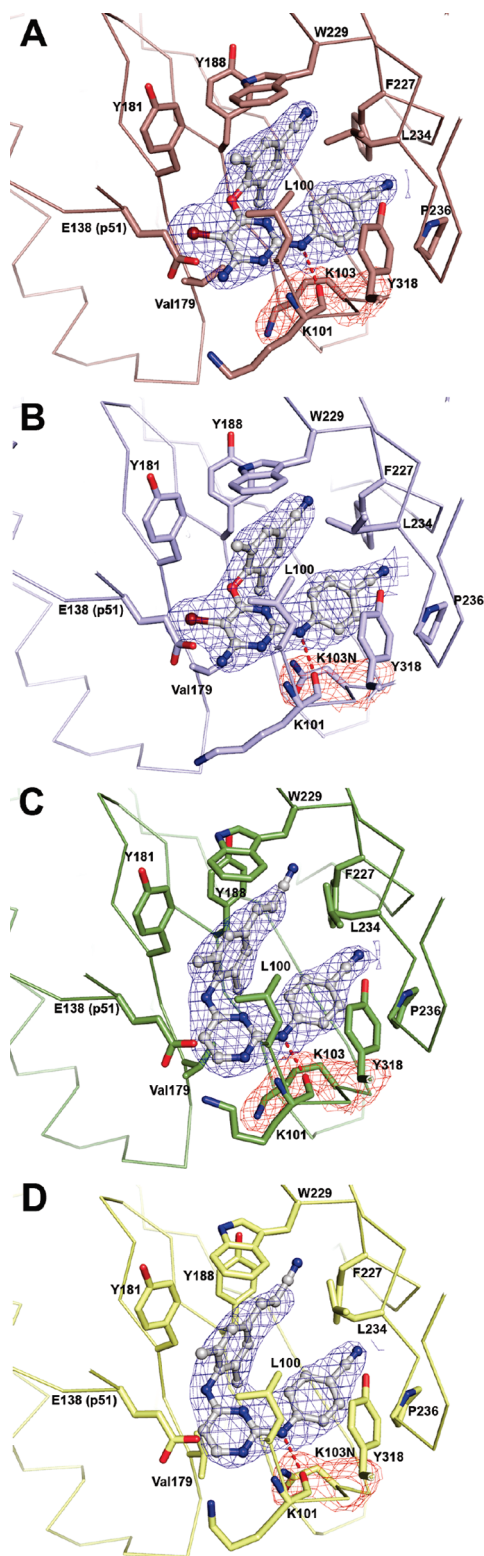 A
W229
Y188
F227
Y181
L234
L100
P236
E138 (p51)
K103
Y318
Val179
K101
B
W229
Y188
F227
Y181
L234
L100
P236
E138 (p51)
K103N
Y318
Val179
K101
C
W229
Y181
F227
Y188
L234
L100
E138 (p51)
P236
K103
Y318
Val179
K101
D
W229
Y188
F227
Y181
L234
L100
P236
E138 (p51)
K103N
Y318
Val179
K101